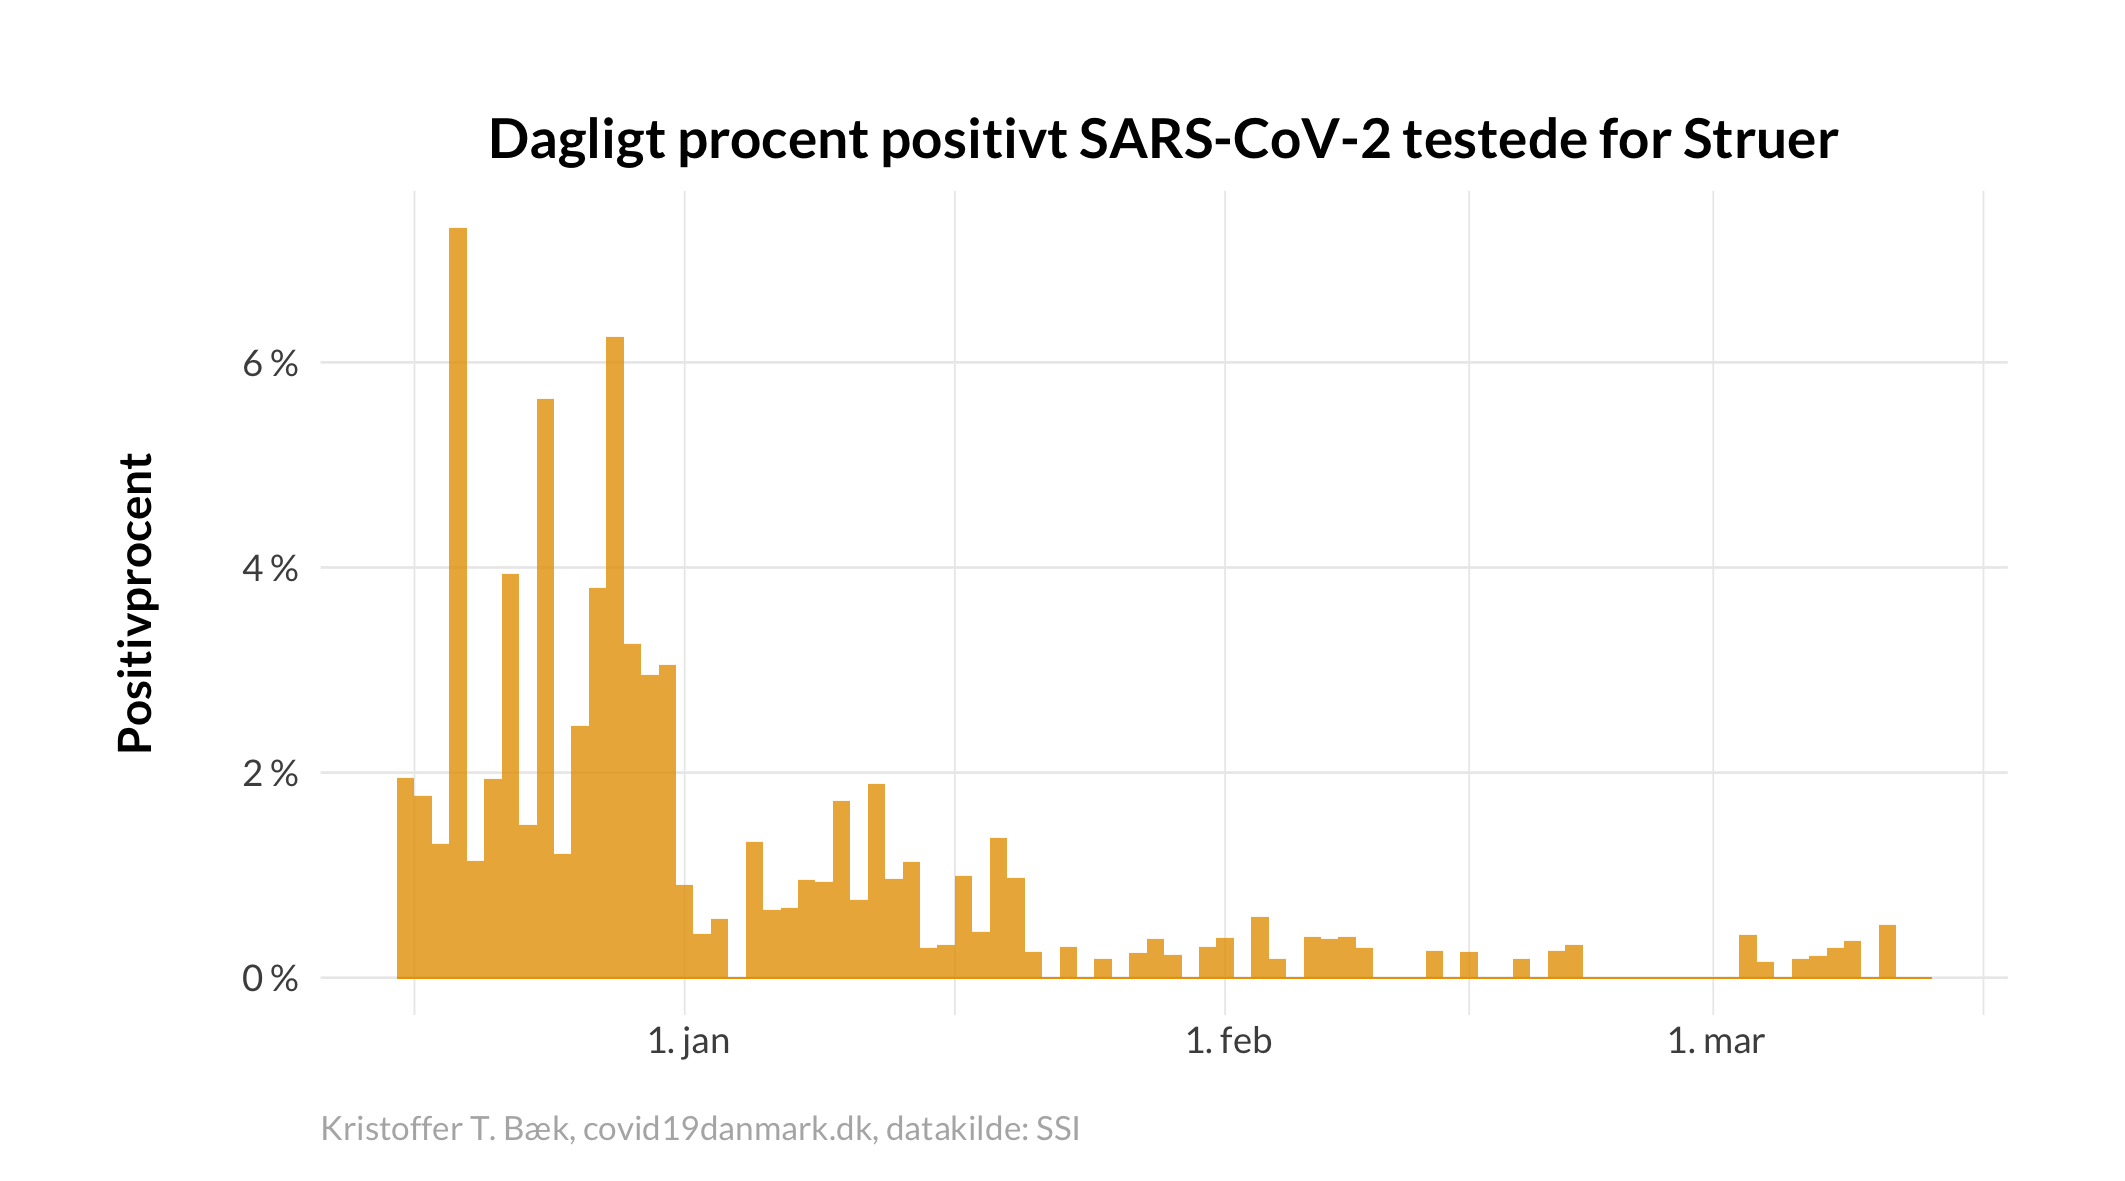 Dagligt procent positivt SARS-CoV-2 testede for Struer
Positivprocent
6 %
4 %
2 %
0 %
1. jan
1. feb
1. mar
Kristoffer T. Bæk, covid19danmark.dk, datakilde: SSI